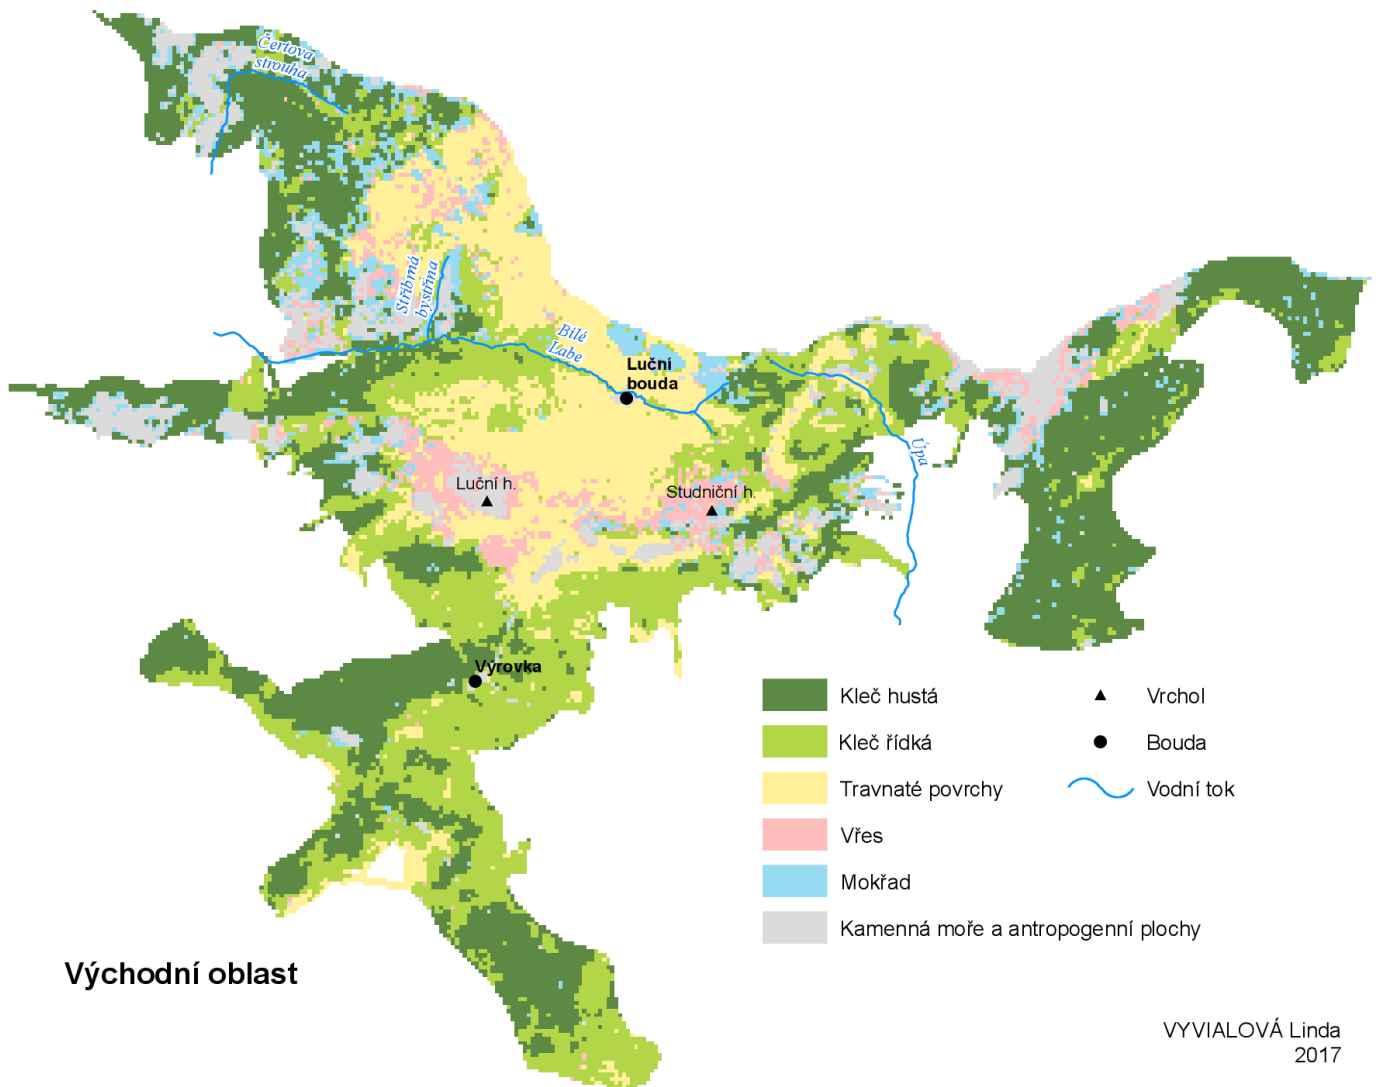 Čertova
strouha
Stříbrná
bystřina
Bílé
Labe
Luční
bouda
Úpa
Luční h.
Studniční h.
Výrovka
Kleč hustá
Kleč řídká
Travnaté povrchy
Vřes
Mokřad
Kamenná moře a antropogenní plochy
Vrchol
Bouda
Vodní tok
Východní oblast
VYVIALOVÁ Linda
2017